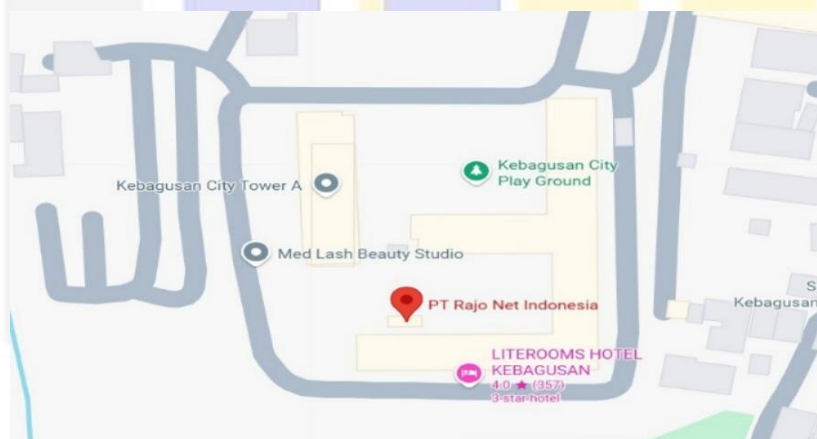 Kebagusan City
Play Ground
Kebagusan City Tower A
Med Lash Beauty Studio
PT Rajo Net Indonesia
S
Kebagusan
LITEROOMS HOTEL
KEBAGUSAN
4.0 ★ (357)
3-star hotel